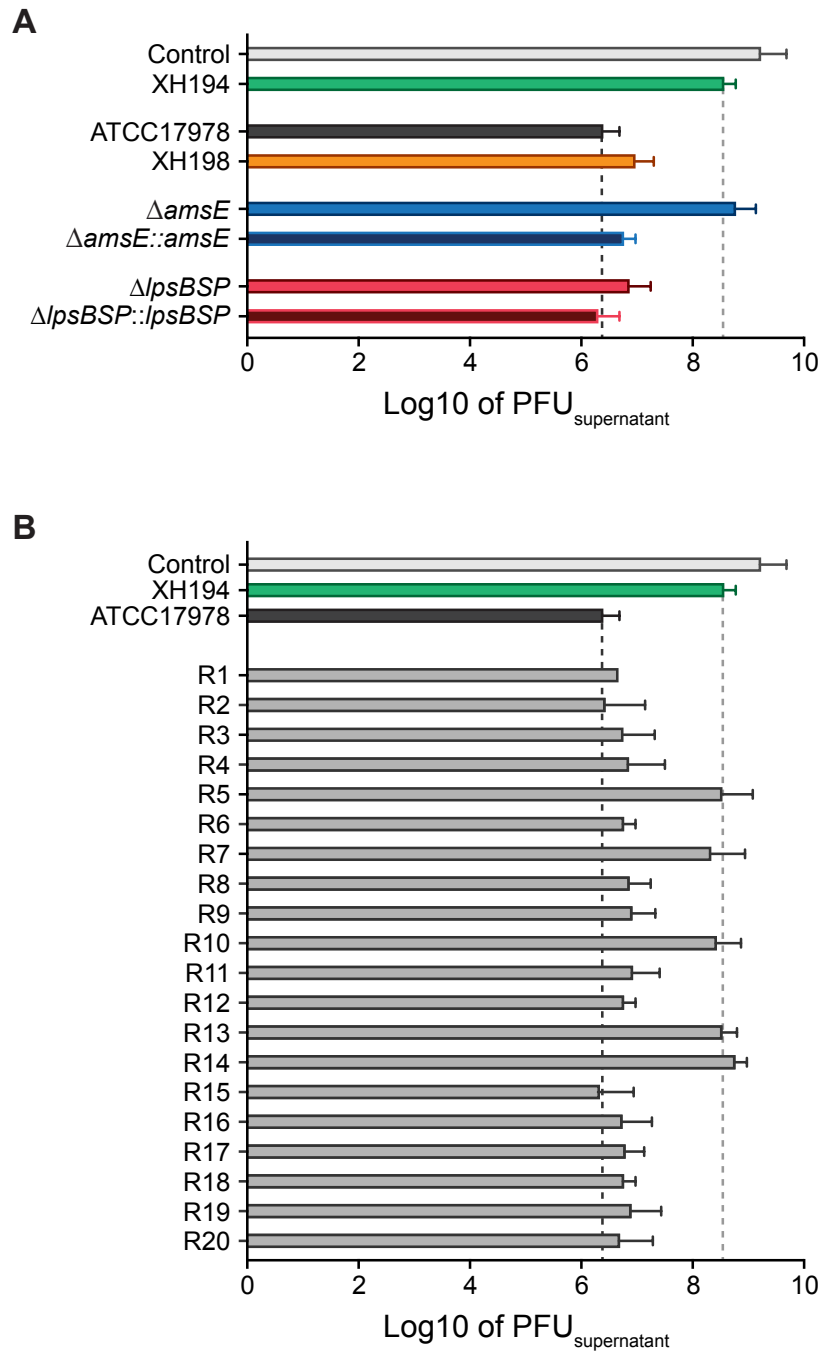 A
Control
XH194
ATCC17978
XH198
ΔamsE
ΔamsE::amsE
ΔlpsBSP
ΔlpsBSP::lpsBSP
0 2 4 6 8 10
Log10 of PFUsupernatant
B
Control
XH194
ATCC17978
R1
R2
R3
R4
R5
R6
R7
R8
R9
R10
R11
R12
R13
R14
R15
R16
R17
R18
R19
R20
0 2 4 6 8 10
Log10 of PFUsupernatant